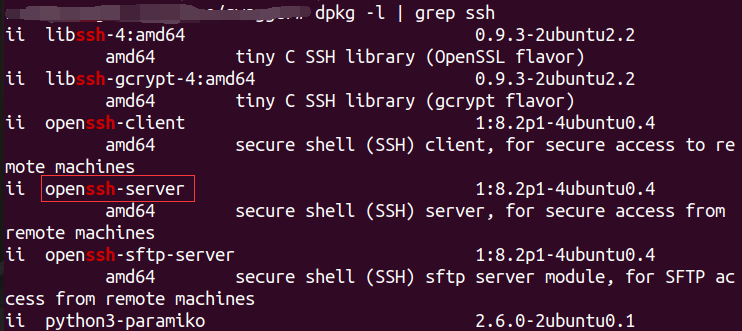 dpkg -l | grep ssh
ii  libssh-4:amd64                             0.9.3-2ubuntu2.2
         amd64        tiny C SSH library (OpenSSL flavor)
ii  libssh-gcrypt-4:amd64                      0.9.3-2ubuntu2.2
         amd64        tiny C SSH library (gcrypt flavor)
ii  openssh-client                             1:8.2p1-4ubuntu0.4
         amd64        secure shell (SSH) client, for secure access to re
mote machines
ii  openssh-server                             1:8.2p1-4ubuntu0.4
         amd64        secure shell (SSH) server, for secure access from
remote machines
ii  openssh-sftp-server                        1:8.2p1-4ubuntu0.4
         amd64        secure shell (SSH) sftp server module, for SFTP ac
cess from remote machines
ii  python3-paramiko                           2.6.0-2ubuntu0.1